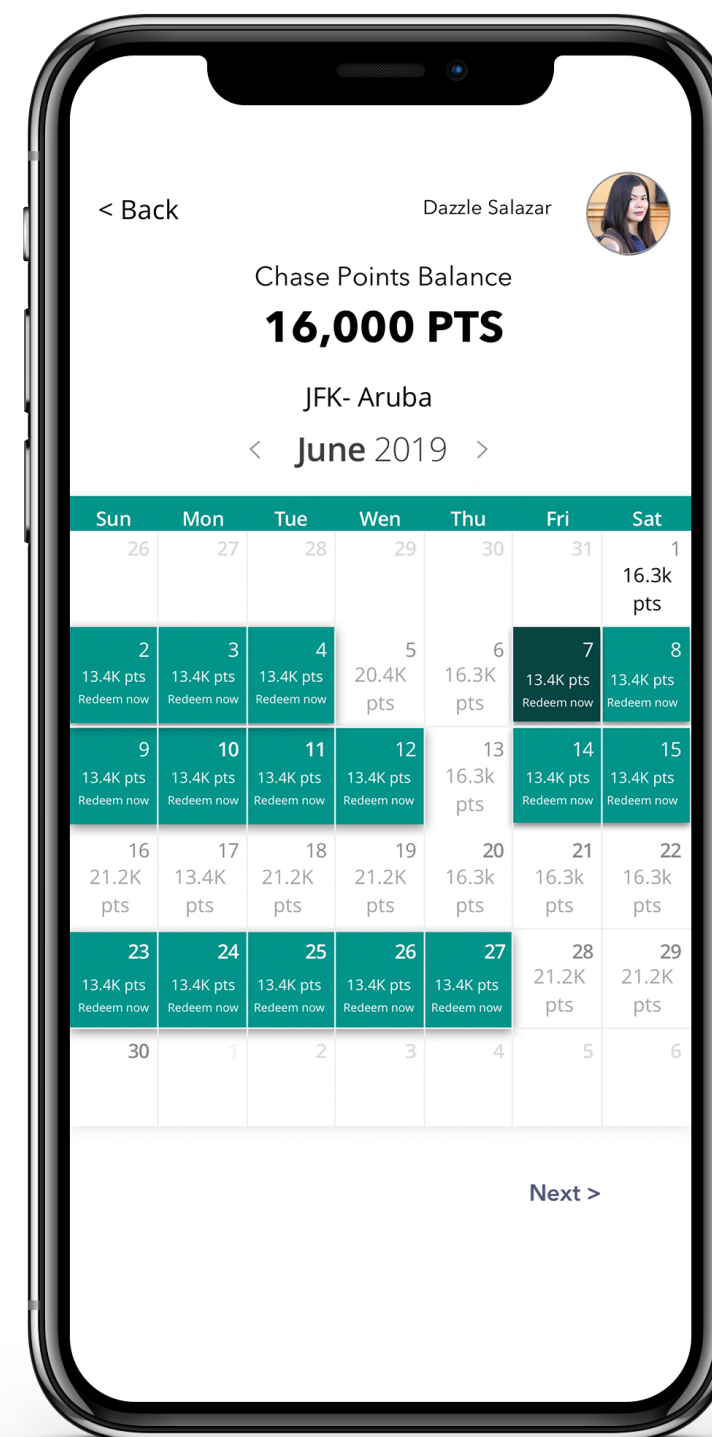 < Back
Dazzle Salazar
Chase Points Balance
16,000 PTS
JFK- Aruba
< June 2019 >
Sun Mon Tue Wen Thu Fri Sat
26 27 28 29 30 31 1
16.3k
pts
2 3 4 5 6 7 8
13.4K pts 13.4K pts 13.4K pts 20.4K 16.3K 13.4K pts 13.4K pts
Redeem now Redeem now Redeem now pts pts Redeem now Redeem now
9 10 11 12 13 14 15
13.4K pts 13.4K pts 13.4K pts 13.4K pts 16.3k 13.4K pts 13.4K pts
Redeem now Redeem now Redeem now Redeem now pts Redeem now Redeem now
16 17 18 19 20 21 22
21.2K 13.4K 21.2K 21.2K 16.3k 16.3k 16.3k
pts pts pts pts pts pts pts
23 24 25 26 27 28 29
13.4K pts 13.4K pts 13.4K pts 13.4K pts 13.4K pts 21.2K 21.2K
Redeem now Redeem now Redeem now Redeem now Redeem now pts pts
30 1 2 3 4 5 6
Next >